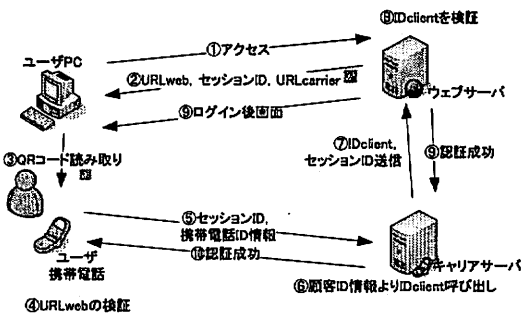 ⑧IDclientを検証
①アクセス
ユーザPC
②URLweb, セッションID, URLcarrier
ウェブサーバ
⑨ログイン後画面
⑦IDclient,
セッションID送信
⑨認証成功
③QRコード読み取り
⑤セッションID,
携帯電話ID情報
⑩認証成功
ユーザ
携帯電話
キャリアサーバ
⑥顧客ID情報よりIDclient呼び出し
④URLwebの検証